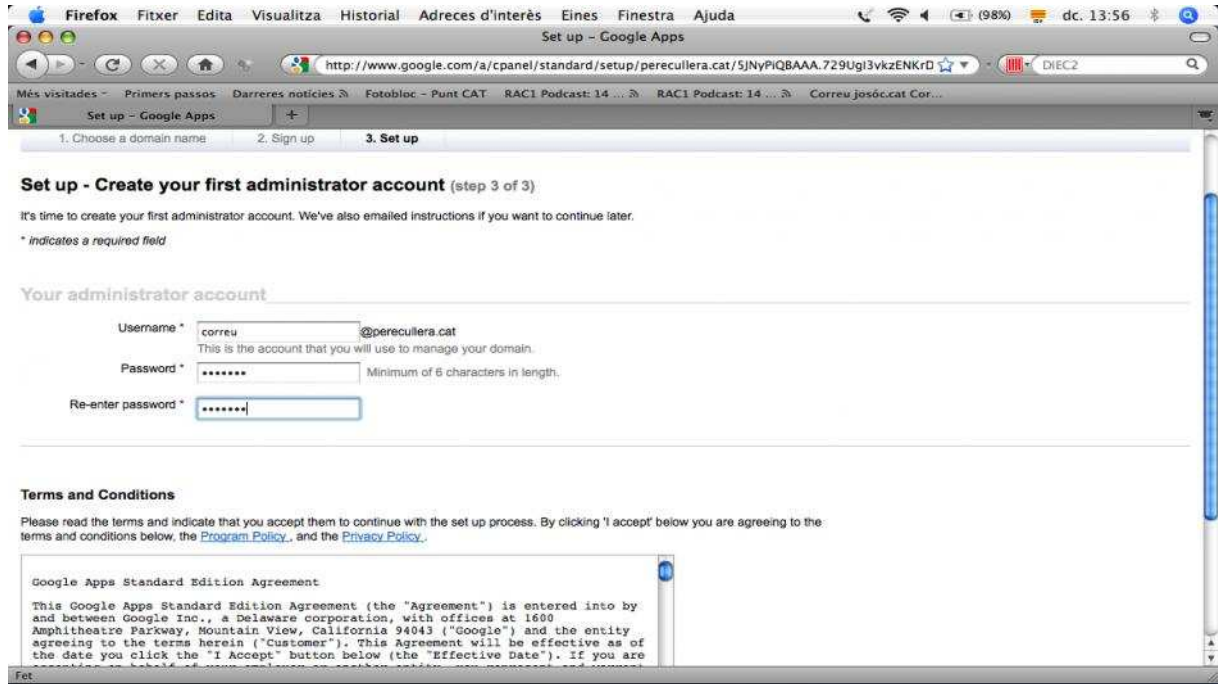 Firefox Fitxer Edita Visualitza Historial Adreces d'interès Eines Finestra Ajuda (98%) dc. 13:56
Set up - Google Apps
http://www.google.com/a/cpanel/standard/setup/perecullera.cat/ DIEC2
Més visitades Primers passos Darreres notícies Fotobloc - Punt CAT RAC1 Podcast: 14 ... RAC1 Podcast: 14 ... Correu josóc.cat Cor...
Set up - Google Apps +
1. Choose a domain name 2. Sign up 3. Set up
Set up - Create your first administrator account (step 3 of 3)
It's time to create your first administrator account. We've also emailed instructions if you want to continue later.
* indicates a required field
Your administrator account
Username * correu @perecullera.cat
This is the account that you will use to manage your domain.
Password * ••••••• Minimum of 6 characters in length.
Re-enter password * •••••••
Terms and Conditions
Please read the terms and indicate that you accept them to continue with the set up process. By clicking 'I accept' below you are agreeing to the
terms and conditions below, the Program Policy , and the Privacy Policy .
Google Apps Standard Edition Agreement
This Google Apps Standard Edition Agreement (the "Agreement") is entered into by
and between Google Inc., a Delaware corporation, with offices at 1600
Amphitheatre Parkway, Mountain View, California 94043 ("Google") and the entity
agreeing to the terms herein ("Customer"). This Agreement will be effective as of
the date you click the "I Accept" button below (the "Effective Date"). If you are
Fet